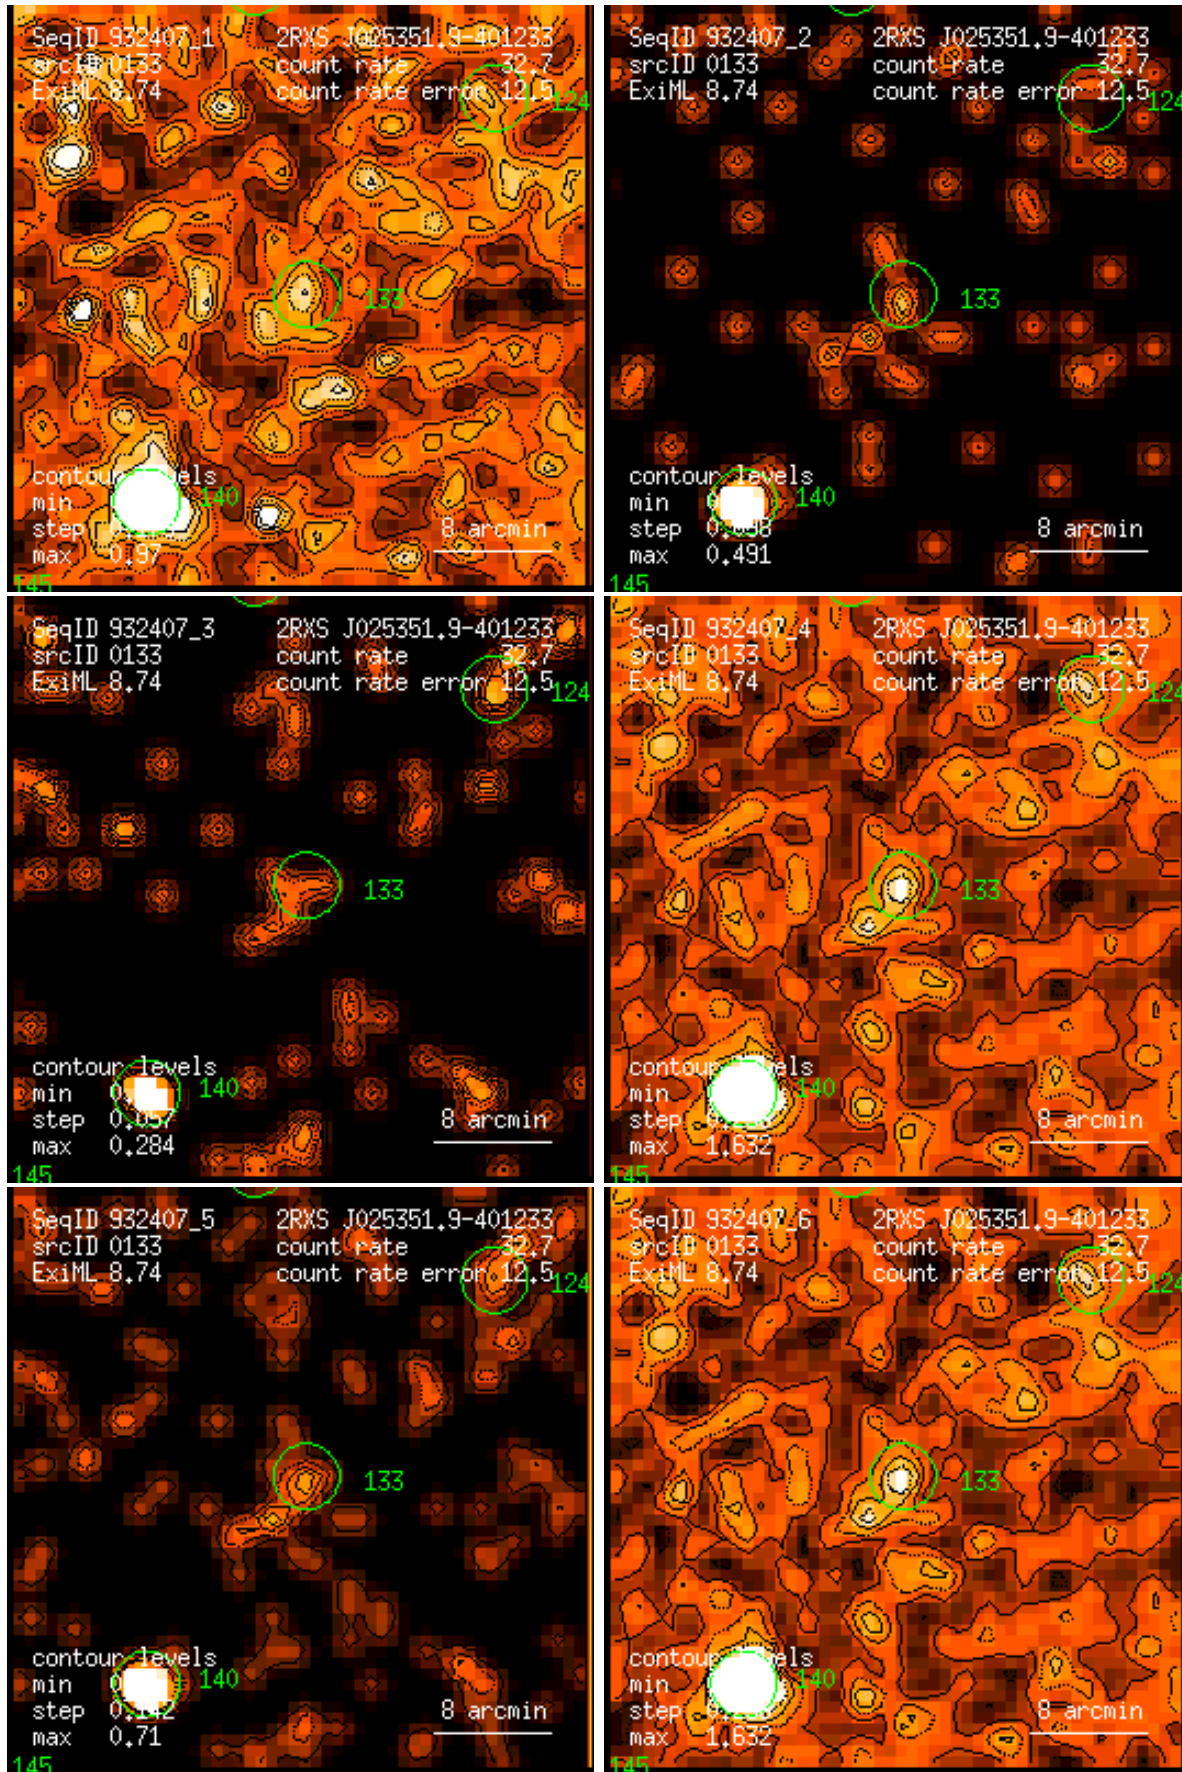 SeqID 932407_1 2RXS J025351.9-401233
srcID 0133 count rate 32.7
ExiML 8.74 count rate error 12.5
124
133
contour levels
140
min
step
8 arcmin
max 0.97
145
SeqID 932407_2 2RXS J025351.9-401233
srcID 0133 count rate 32.7
ExiML 8.74 count rate error 12.5
124
133
contour levels
140
min
step
8 arcmin
max 0.491
145
SeqID 932407_3 2RXS J025351.9-401233
srcID 0133 count rate 32.7
ExiML 8.74 count rate error 12.5
124
133
contour levels
140
min
step 0.057
8 arcmin
max 0.284
145
SeqID 932407_4 2RXS J025351.9-401233
srcID 0133 count rate 32.7
ExiML 8.74 count rate error 12.5
124
133
contour levels
140
min
step
8 arcmin
max 1.632
145
SeqID 932407_5 2RXS J025351.9-401233
srcID 0133 count rate 32.7
ExiML 8.74 count rate error 12.5
124
133
contour levels
140
min
step 0.142
8 arcmin
max 0.71
145
SeqID 932407_6 2RXS J025351.9-401233
srcID 0133 count rate 32.7
ExiML 8.74 count rate error 12.5
124
133
contour levels
140
min
step
8 arcmin
max 1.632
145